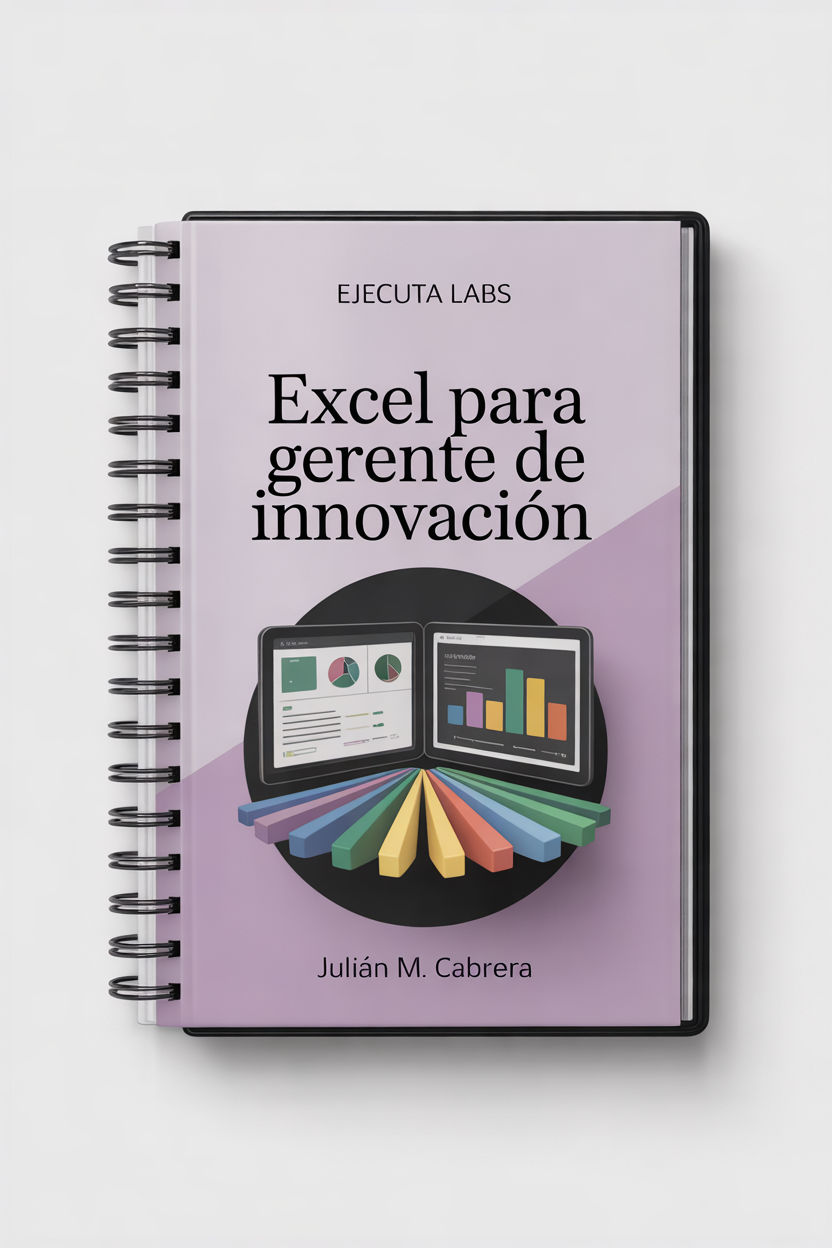 EJECUTA LABS
Excel para
gerente de
innovación
Julián M. Cabrera